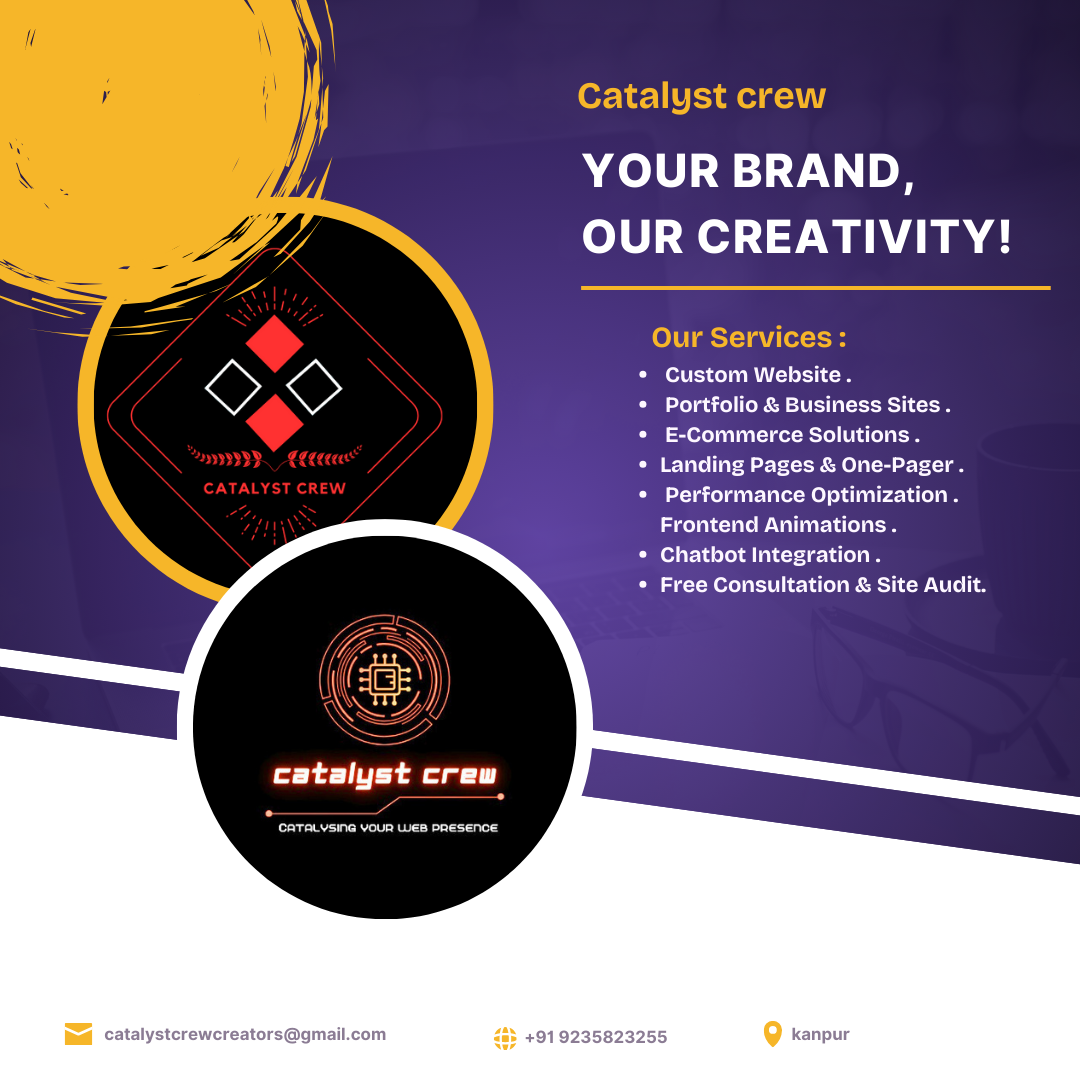 Catalyst crew
YOUR BRAND,
OUR CREATIVITY!
Our Services :
• Custom Website .
• Portfolio & Business Sites .
• E-Commerce Solutions .
• Landing Pages & One-Pager .
• Performance Optimization .
Frontend Animations .
• Chatbot Integration .
• Free Consultation & Site Audit.
CATALYST CREW
catalyst crew
CATALYSING YOUR WEB PRESENCE
catalystcrewcreators@gmail.com
+91 9235823255
kanpur